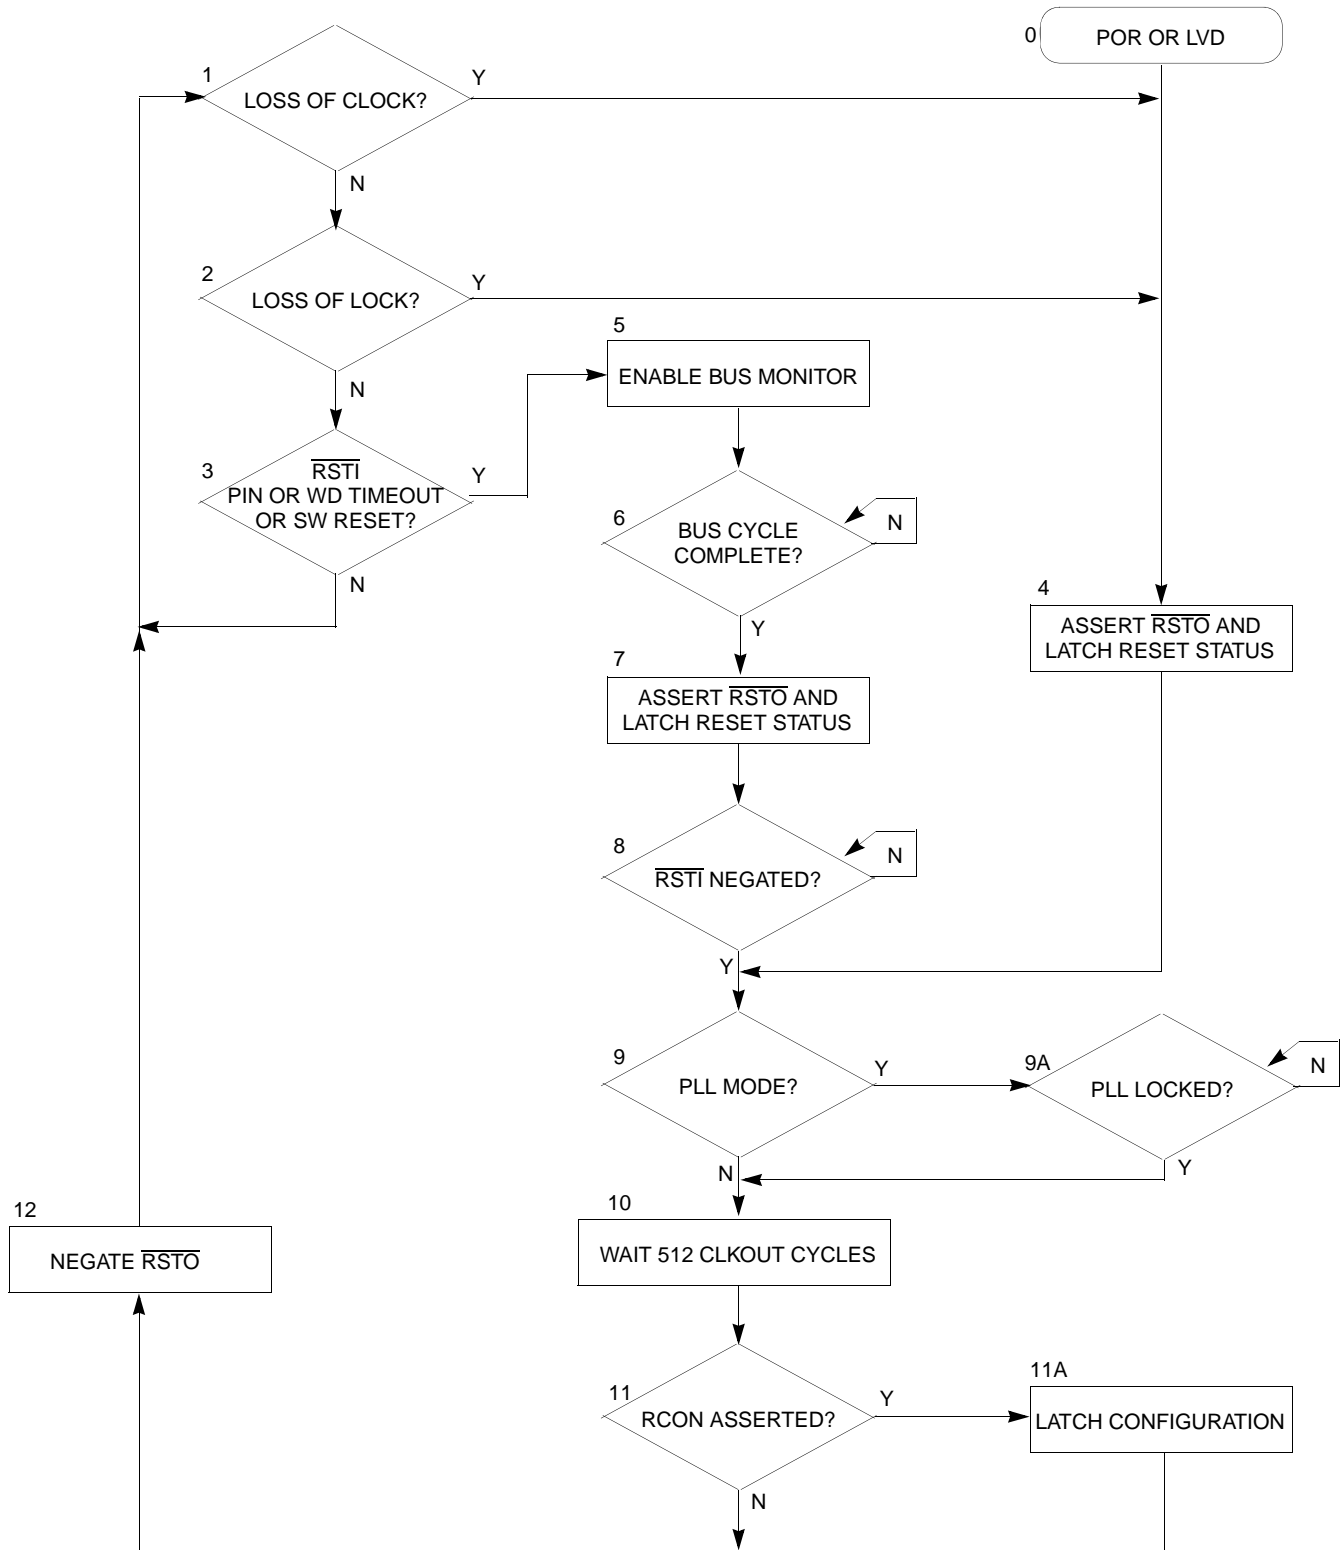 0
POR OR LVD
1
LOSS OF CLOCK?
Y
N
2
LOSS OF LOCK?
Y
N
5
ENABLE BUS MONITOR
3
RSTI
PIN OR WD TIMEOUT
OR SW RESET?
Y
N
6
BUS CYCLE
COMPLETE?
N
Y
4
ASSERT RSTO AND
LATCH RESET STATUS
7
ASSERT RSTO AND
LATCH RESET STATUS
8
RSTI NEGATED?
N
Y
9
PLL MODE?
Y
N
9A
PLL LOCKED?
N
Y
12
NEGATE RSTO
10
WAIT 512 CLKOUT CYCLES
11
RCON ASSERTED?
Y
N
11A
LATCH CONFIGURATION